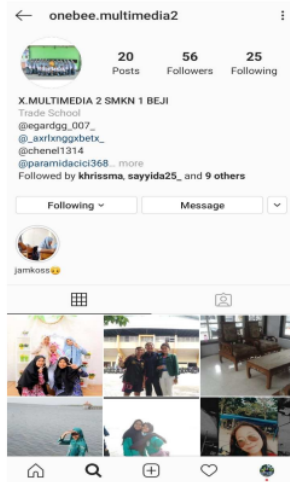 onebee.multimedia2
20 56 25
Posts Followers Following
X.MULTIMEDIA 2 SMKN 1 BEJI
Trade School
@egardgg_007_
@_axrlxnggxbetx_
@chenel1314
@paramidacici368... more
Followed by khrissma, sayyida25_ and 9 others
Following Message
jamkoss😡